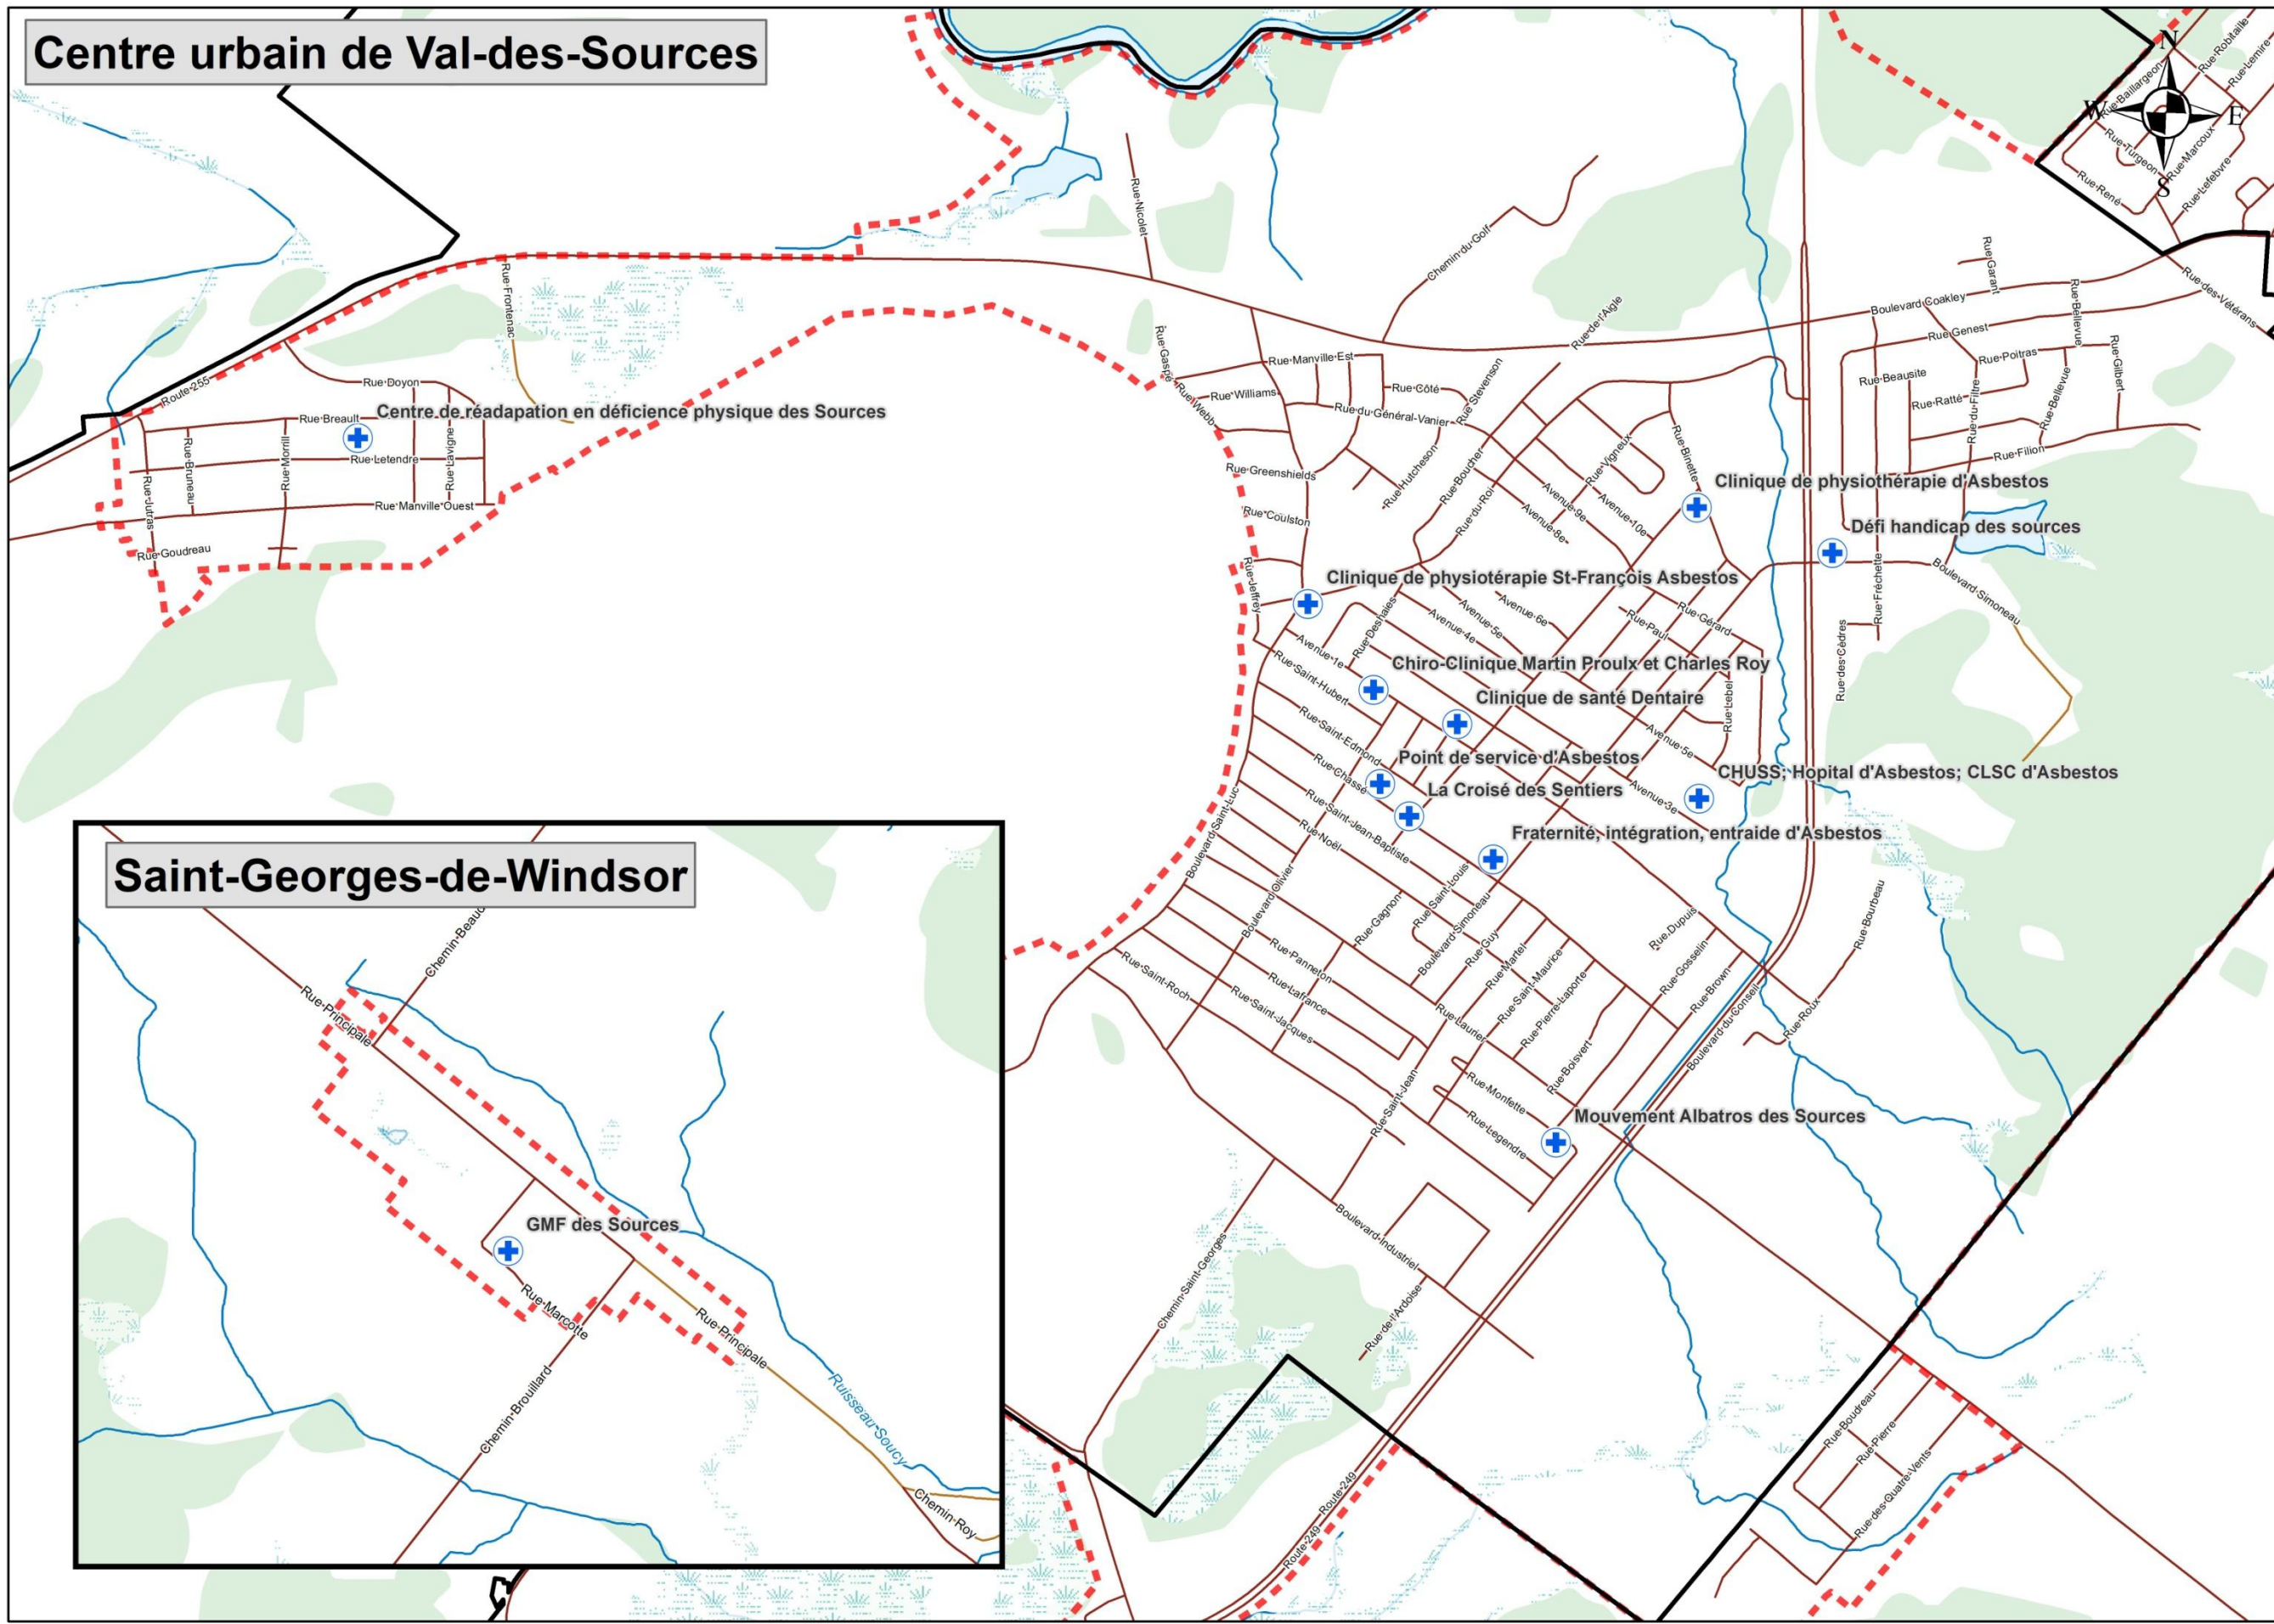 Centre urbain de Val-des-Sources
N
W
E
S
Rue Robitaille
Rue Lemire
Rue Baillargeon
Rue Turgeon
Rue Marcoux
Rue Lefebvre
Rue René
Rue Nicolet
Chemin du Golf
Rue Garant
Rue des Vétérans
Rue Bellevue
Boulevard Coakley
Rue Genest
Rue Frontenac
Rue de l'Aigle
Rue Gaspé
Rue Manville Est
Rue Poitras
Rue Gilbert
Route 255
Rue Doyon
Rue Webb
Rue Williams
Rue Côté
Rue Stevenson
Rue Beausite
Rue Ratté
Rue du Filtre
Rue Bellevue
Rue Breault
Centre de réadapation en déficience physique des Sources
Rue du Général-Vanier
Rue Bruneau
Rue Morrill
Rue Lavigne
Rue Letendre
Rue Greenshields
Rue Hutcheson
Rue Boucher
Rue Vigneux
Rue Binette
Rue Filion
Clinique de physiothérapie d'Asbestos
Rue Jutras
Rue Manville Ouest
Rue Coulston
Rue du Roi
Avenue 8e
Avenue 9e
Avenue 10e
Défi handicap des sources
Rue Goudreau
Rue Jeffrey
Clinique de physiotérapie St-François Asbestos
Rue Fréchette
Boulevard Simoneau
Rue Deshaies
Avenue 4e
Avenue 5e
Avenue 6e
Rue Paul
Rue Gérard
Avenue 1e
Rue Saint-Hubert
Chiro-Clinique Martin Proulx et Charles Roy
Rue des Cèdres
Clinique de santé Dentaire
Rue Lebel
Rue Saint-Edmond
Avenue 5e
Rue Chassé
Point de service d'Asbestos
CHUSS; Hopital d'Asbestos; CLSC d'Asbestos
La Croisé des Sentiers
Avenue 3e
Boulevard Saint-Luc
Rue Saint-Jean-Baptiste
Rue Noël
Fraternité, intégration, entraide d'Asbestos
Boulevard Olivier
Rue Gagnon
Rue Saint-Louis
Boulevard Simoneau
Rue Guy
Rue Martel
Rue Saint-Maurice
Rue Pierre-Laporte
Rue Dupuis
Rue Gosselin
Rue Brown
Rue Bourbeau
Rue Panneton
Rue Lafrance
Rue Saint-Roch
Rue Saint-Jacques
Rue Laurier
Rue Boisvert
Boulevard du Conseil
Rue Roux
Rue Saint-Jean
Rue Monfette
Rue Legendre
Mouvement Albatros des Sources
Chemin Saint-Georges
Boulevard Industriel
Rue de l'Ardoise
Route 249
Route 249
Rue Boudreau
Rue Pierre
Rue des Quatre-Vents
Saint-Georges-de-Windsor
Rue Principale
GMF des Sources
Rue Marcotte
Rue Principale
Chemin Brouillard
Ruisseau Soucy
Chemin Roy